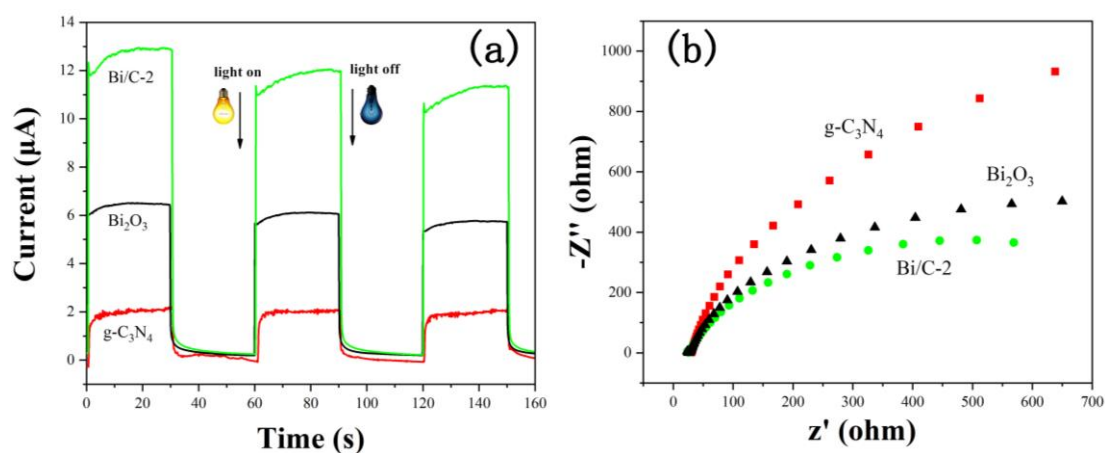 (a)
Current (μA)
14
12
10
8
6
4
2
0
Bi/C-2
light on
light off
Bi₂O₃
g-C₃N₄
0 20 40 60 80 100 120 140 160
Time (s)
(b)
-Z'' (ohm)
1000
800
600
400
200
0
g-C₃N₄
Bi₂O₃
Bi/C-2
0 100 200 300 400 500 600 700
z' (ohm)